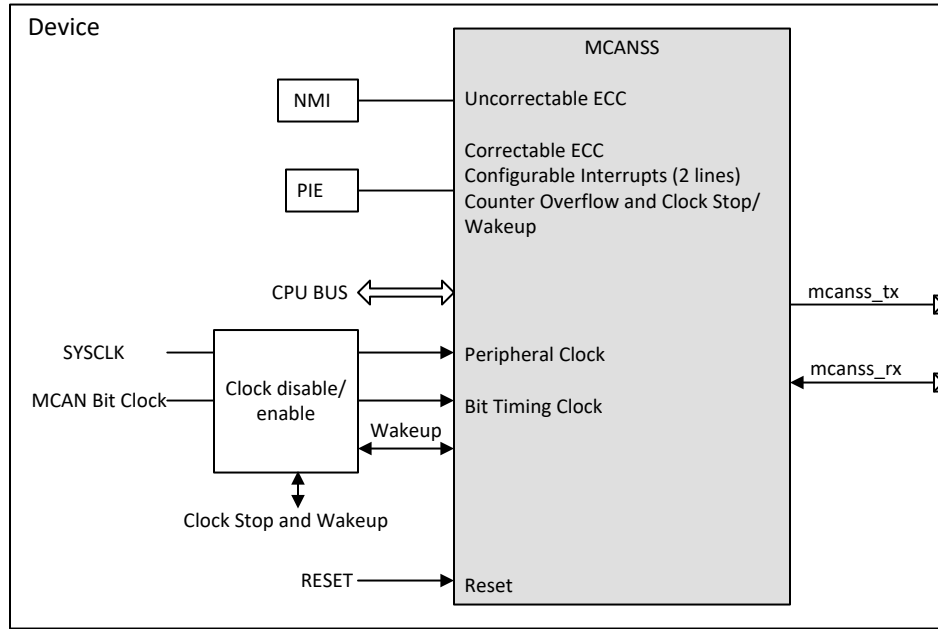 Device
MCANSS
NMI
Uncorrectable ECC
Correctable ECC
Configurable Interrupts (2 lines)
PIE
Counter Overflow and Clock Stop/
Wakeup
CPU BUS
mcanss_tx
SYSCLK
Peripheral Clock
mcanss_rx
Clock disable/
enable
MCAN Bit Clock
Bit Timing Clock
Wakeup
Clock Stop and Wakeup
RESET
Reset